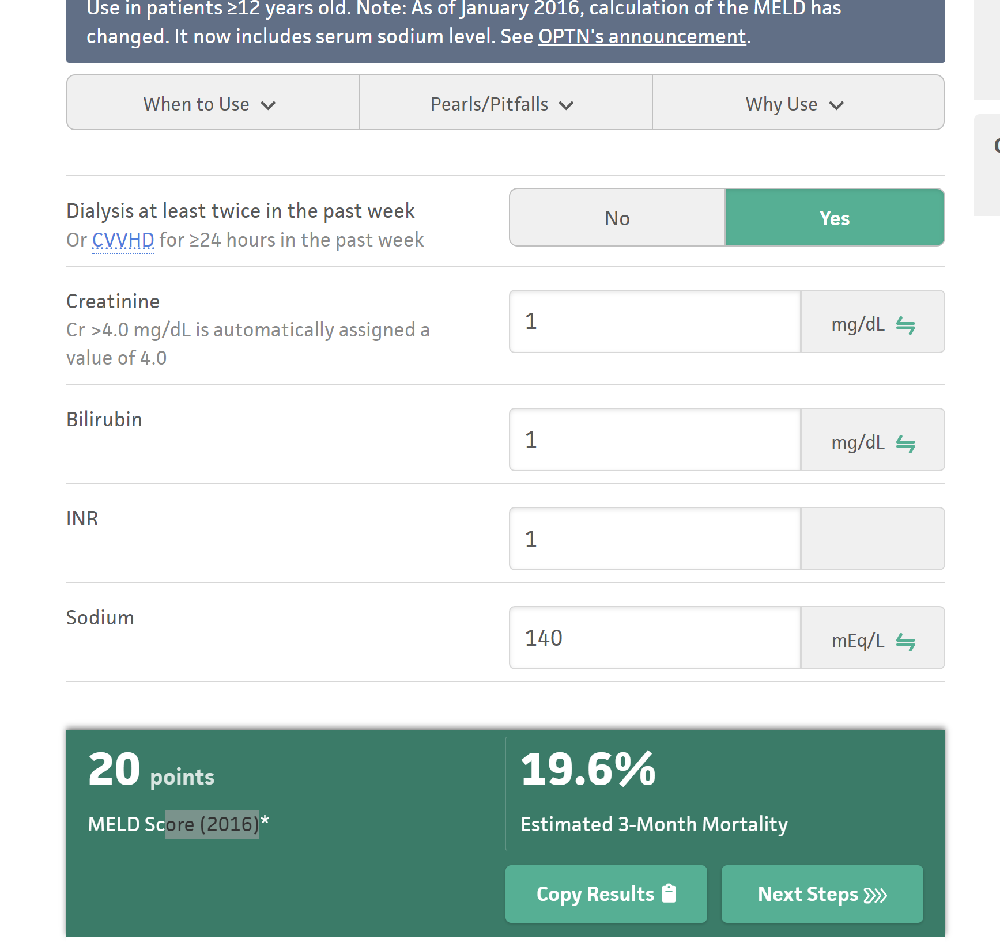 Use in patients ≥12 years old. Note: As of January 2016, calculation of the MELD has
changed. It now includes serum sodium level. See OPTN's announcement.
When to Use
Pearls/Pitfalls
Why Use
Dialysis at least twice in the past week
Or CVVHD for ≥24 hours in the past week
No
Yes
Creatinine
Cr >4.0 mg/dL is automatically assigned a
value of 4.0
1
mg/dL
Bilirubin
1
mg/dL
INR
1
Sodium
140
mEq/L
20 points
MELD Score (2016)*
19.6%
Estimated 3-Month Mortality
Copy Results
Next Steps